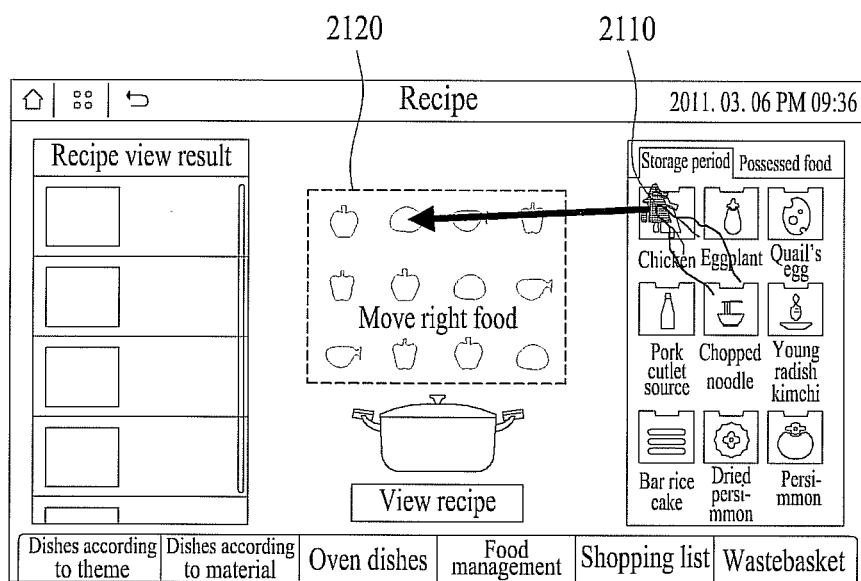 2120
2110
Recipe
2011. 03. 06 PM 09:36
Recipe view result
Storage period
Possessed food
Move right food
Chicken
Eggplant
Quail's
egg
Pork
cutlet
source
Chopped
noodle
Young
radish
kimchi
Bar rice
cake
Dried
persi-
mmon
Persi-
mmon
View recipe
Dishes according
to theme
Dishes according
to material
Oven dishes
Food
management
Shopping list
Wastebasket